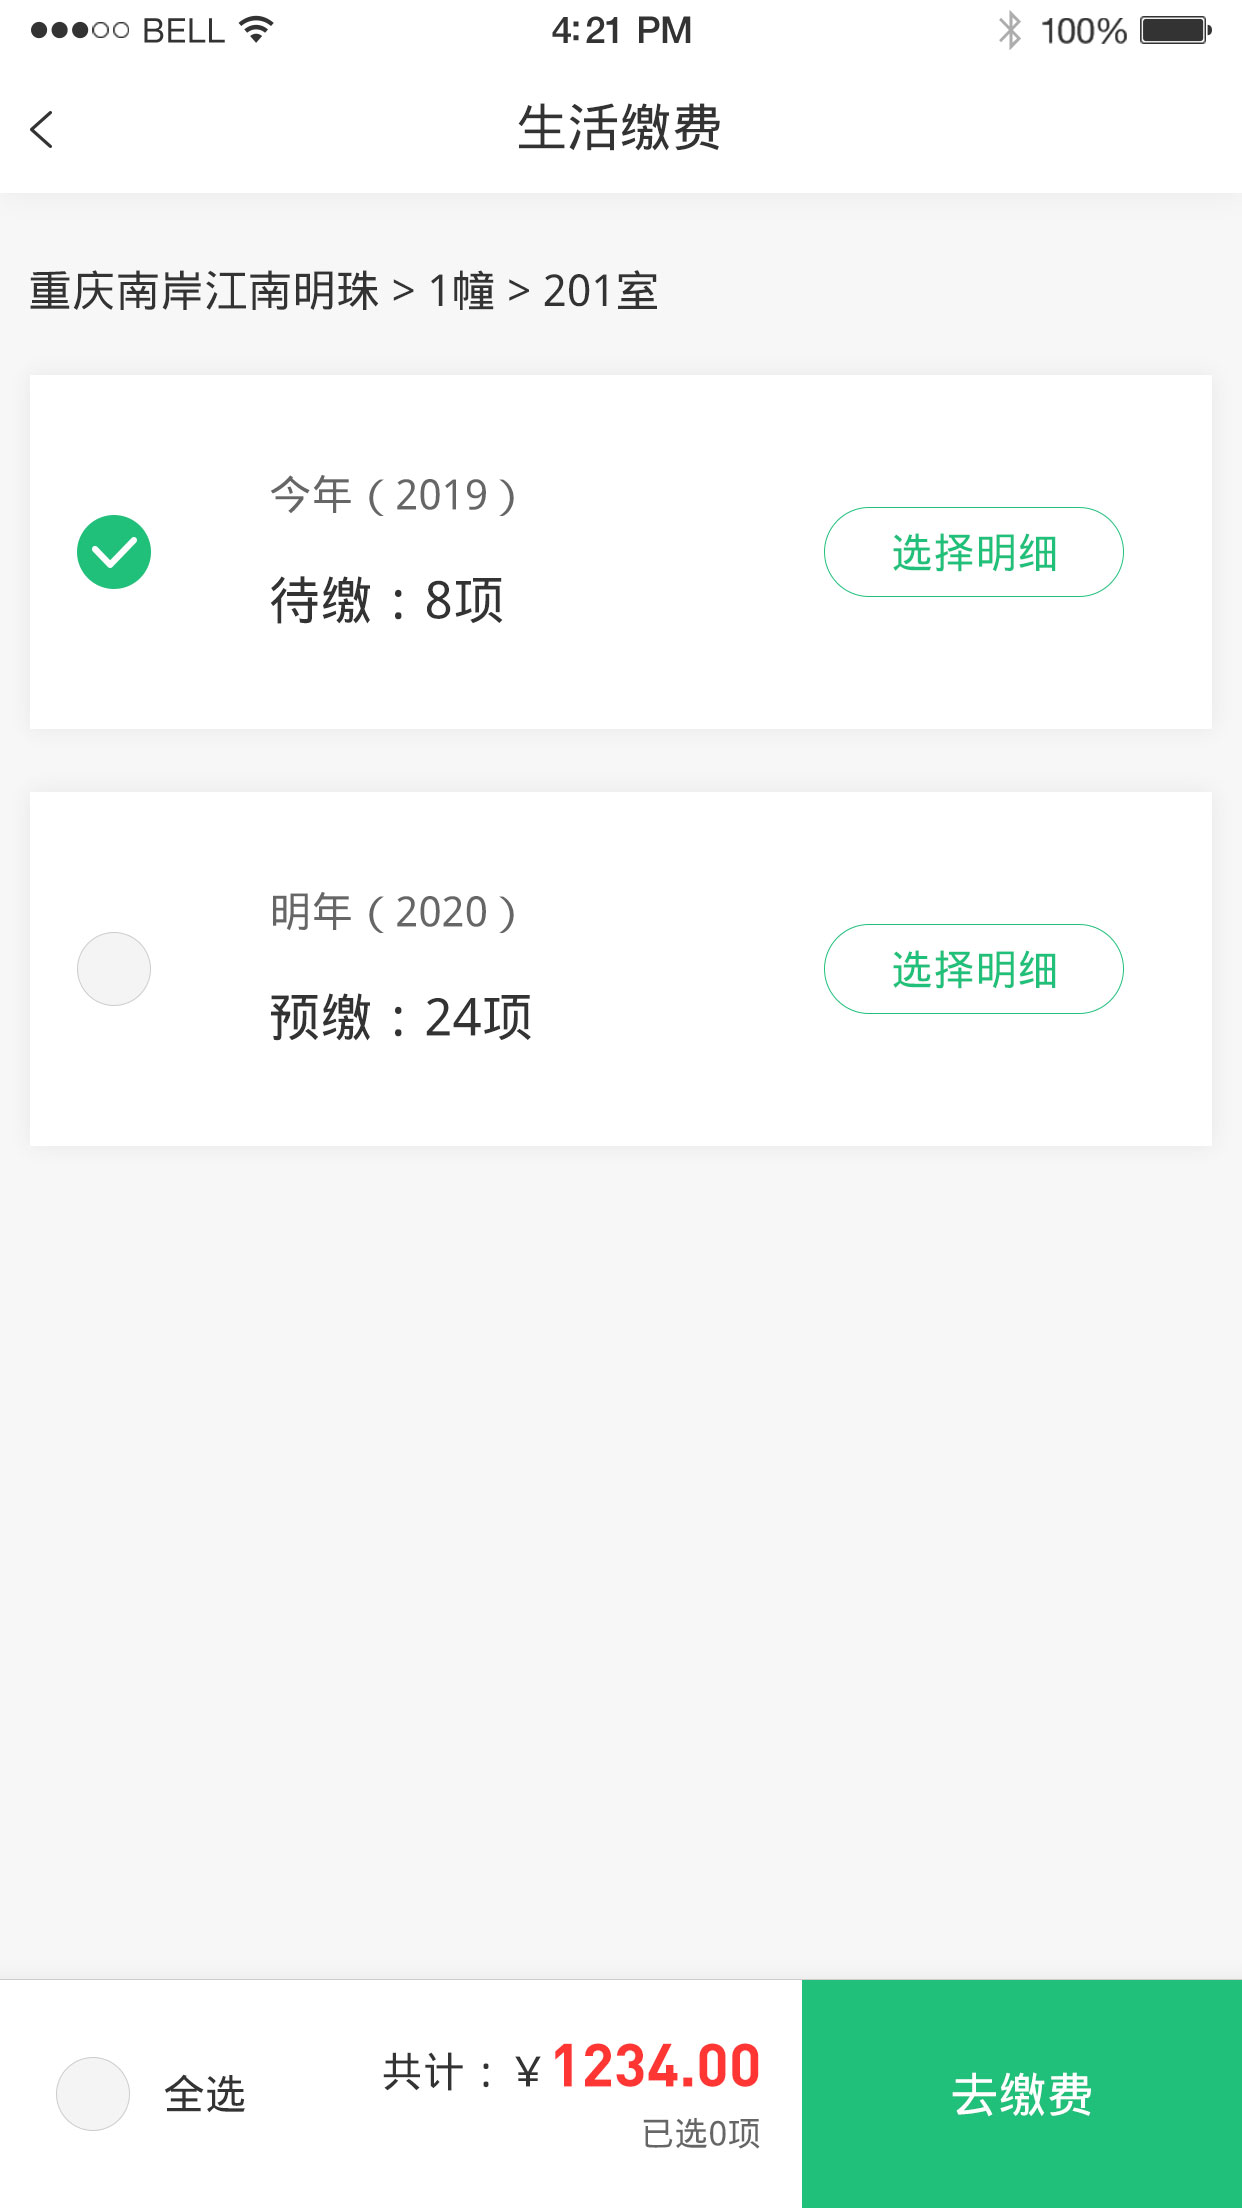 BELL 4:21 PM 100%
生活缴费
重庆南岸江南明珠 > 1幢 > 201室
今年（2019）
待缴：8项
选择明细
明年（2020）
预缴：24项
选择明细
全选
共计：¥1234.00
已选0项
去缴费